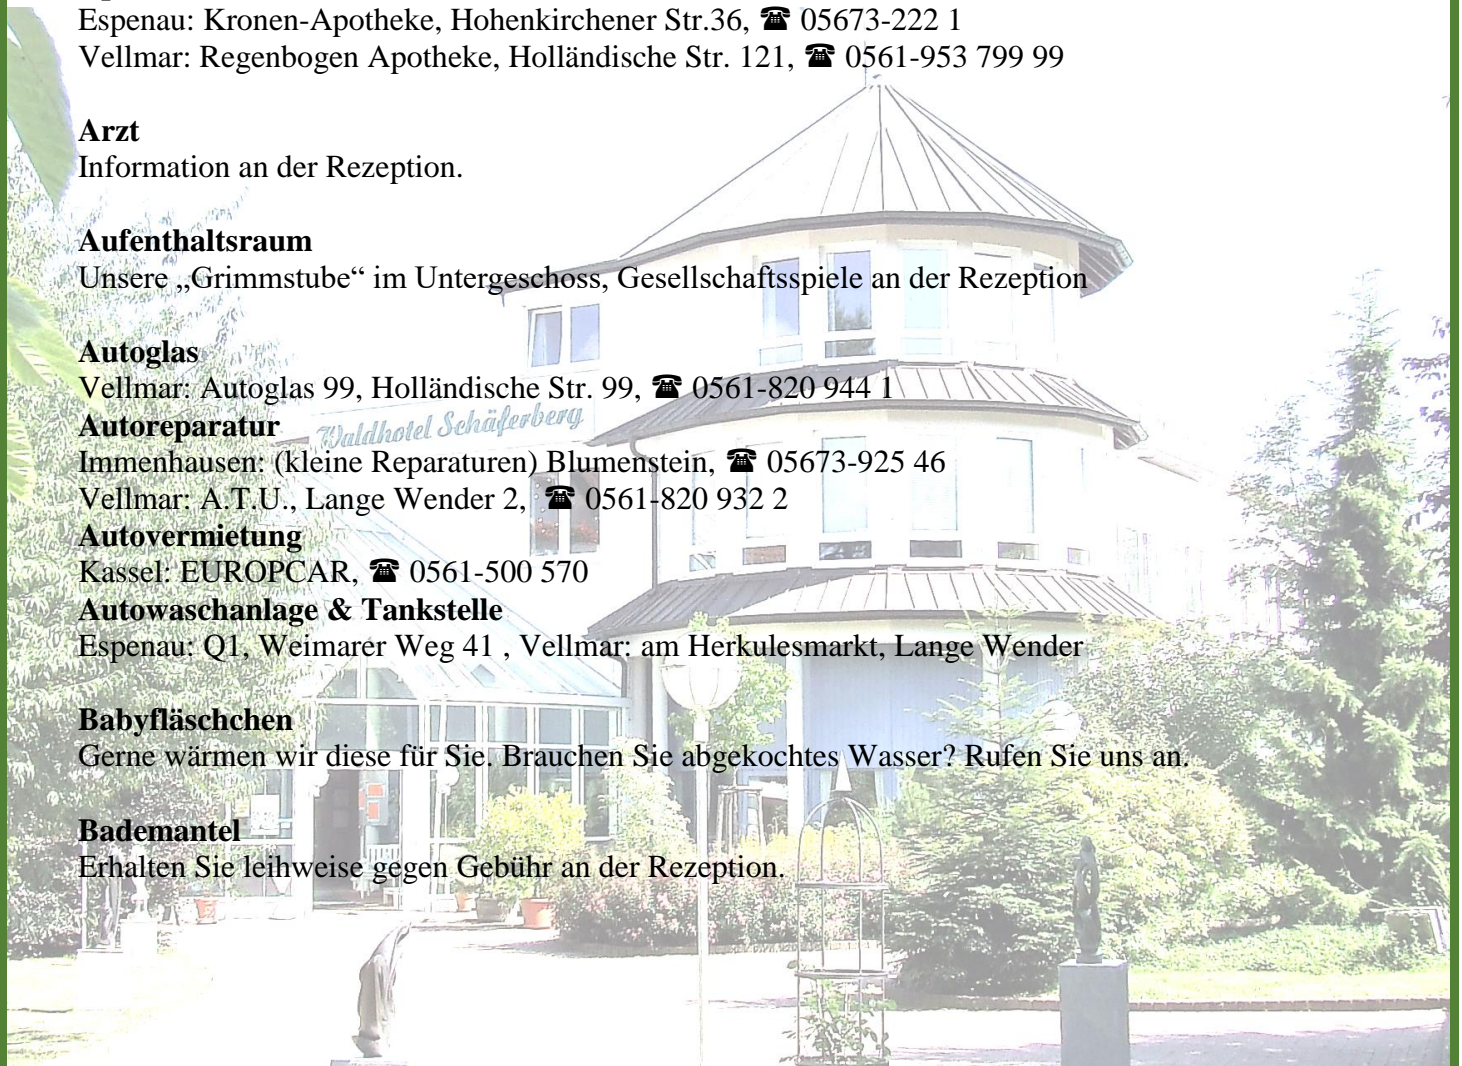 Espenau: Kronen-Apotheke, Hohenkirchener Str.36, ☎ 05673-222 1
Vellmar: Regenbogen Apotheke, Holländische Str. 121, ☎ 0561-953 799 99
Arzt
Information an der Rezeption.
Aufenthaltsraum
Unsere „Grimmstube“ im Untergeschoss, Gesellschaftsspiele an der Rezeption
Autoglas
Vellmar: Autoglas 99, Holländische Str. 99, ☎ 0561-820 944 1
Autoreparatur
Waldhotel Schäferberg
Immenhausen: (kleine Reparaturen) Blumenstein, ☎ 05673-925 46
Vellmar: A.T.U., Lange Wender 2, ☎ 0561-820 932 2
Autovermietung
Kassel: EUROPCAR, ☎ 0561-500 570
Autowaschanlage & Tankstelle
Espenau: Q1, Weimarer Weg 41 , Vellmar: am Herkulesmarkt, Lange Wender
Babyfläschchen
Gerne wärmen wir diese für Sie. Brauchen Sie abgekochtes Wasser? Rufen Sie uns an.
Bademantel
Erhalten Sie leihweise gegen Gebühr an der Rezeption.